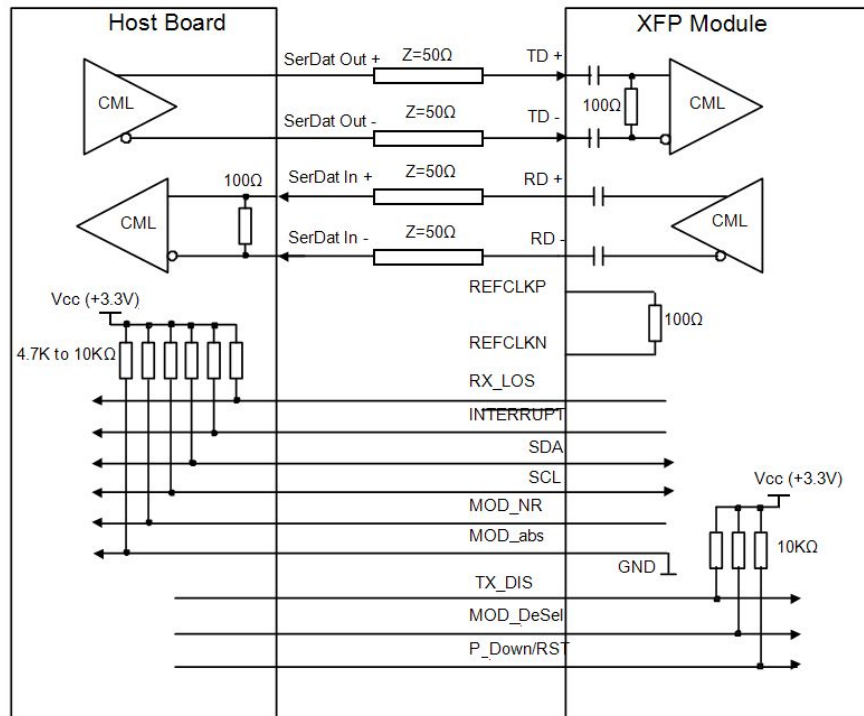 Host Board
XFP Module
SerDat Out +
Z=50Ω
TD +
CML
100Ω
CML
SerDat Out -
Z=50Ω
TD -
100Ω
SerDat In +
Z=50Ω
RD +
CML
CML
SerDat In -
Z=50Ω
RD -
REFCLKP
Vcc (+3.3V)
100Ω
4.7K to 10KΩ
REFCLKN
RX_LOS
INTERRUPT
SDA
SCL
Vcc (+3.3V)
MOD_NR
MOD_abs
10KΩ
GND
TX_DIS
MOD_DeSel
P_Down/RST